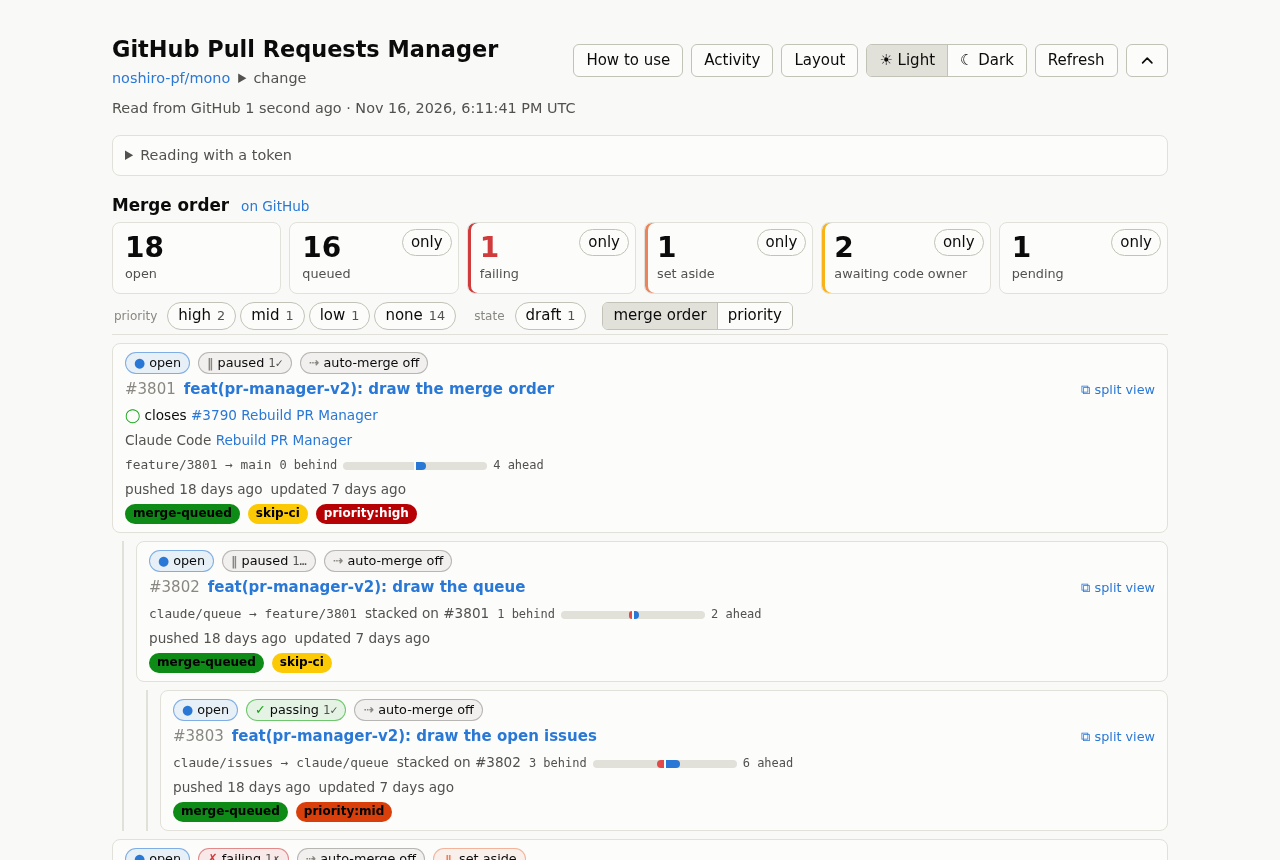 GitHub Pull Requests Manager
noshiro-pf/mono ▶ change
How to use
Activity
Layout
☀ Light
☾ Dark
Refresh
Read from GitHub 1 second ago · Nov 16, 2026, 6:11:41 PM UTC
▶ Reading with a token
Merge order on GitHub
18 open
16 queued only
1 failing only
1 set aside only
2 awaiting code owner only
1 pending only
priority high 2 mid 1 low 1 none 14 state draft 1 merge order priority
open paused 1✓ auto-merge off
#3801 feat(pr-manager-v2): draw the merge order
split view
closes #3790 Rebuild PR Manager
Claude Code Rebuild PR Manager
feature/3801 → main 0 behind 4 ahead
pushed 18 days ago updated 7 days ago
merge-queued skip-ci priority:high
open paused 1… auto-merge off
#3802 feat(pr-manager-v2): draw the queue
split view
claude/queue → feature/3801 stacked on #3801 1 behind 2 ahead
pushed 18 days ago updated 7 days ago
merge-queued skip-ci
open ✓ passing 1✓ auto-merge off
#3803 feat(pr-manager-v2): draw the open issues
split view
claude/issues → claude/queue stacked on #3802 3 behind 6 ahead
pushed 18 days ago updated 7 days ago
merge-queued priority:mid
open ✗ failing 1✗ auto-merge off set aside